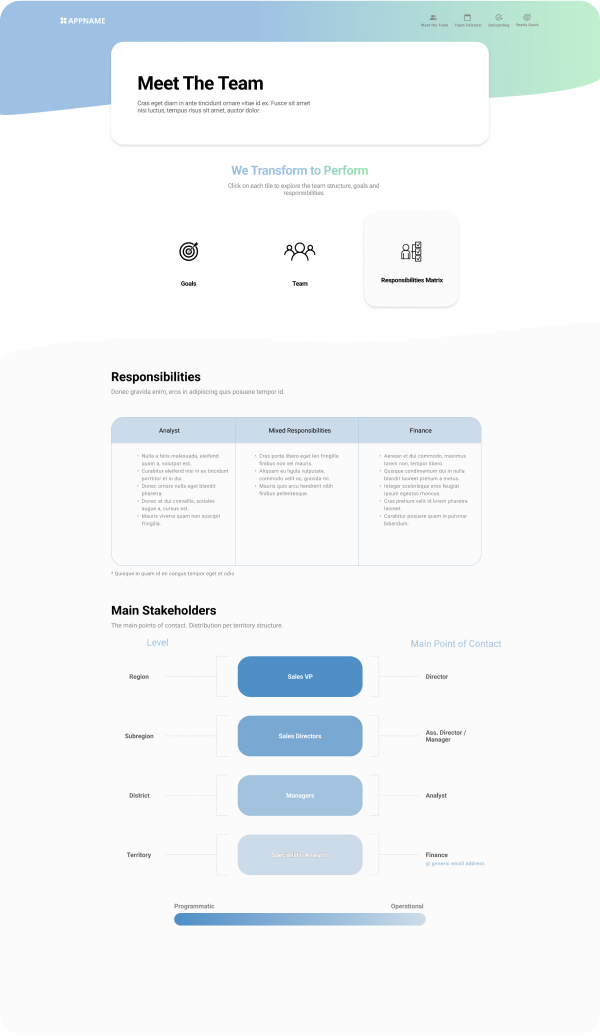 APPNAME
Meet the Team
Team Calendar
Onboarding
Yearly Goals
Meet The Team
Cras eget diam in ante tincidunt ornare vitae id ex. Fusce sit amet
nisl luctus, tempus risus sit amet, auctor dolor.
We Transform to Perform
Click on each tile to explore the team structure, goals and
responsibilities
Goals
Team
Responsibilities Matrix
Responsibilities
Donec gravida enim, eros in adipiscing quis posuere tempor id.
Analyst
Mixed Responsibilities
Finance
• Nulla a felis malesuada, eleifend
quam a, volutpat est.
• Curabitur eleifend nisl in ex tincidunt
porttitor et in dui.
• Donec ornare nulla eget blandit
pharetra.
• Donec at dui convallis, sodales
augue a, cursus est.
• Mauris viverra quam non suscipit
fringilla.
• Cras porta libero eget leo fringilla
finibus non vel mauris.
• Aliquam eu ligula vulputate,
commodo velit ac, gravida mi.
• Mauris quis arcu hendrerit nibh
finibus pellentesque.
• Aenean et dui commodo, maximus
lorem non, tempor libero.
• Quisque condimentum dui in nulla
blandit laoreet pretium a metus.
• Integer scelerisque eros feugiat
ipsum egestas rhoncus.
• Cras pretium velit id lorem pharetra
laoreet.
• Curabitur posuere quam in pulvinar
bibendum.
* Quisque in quam id mi congue tempor eget et odio
Main Stakeholders
The main points of contact. Distribution per territory structure.
Level
Main Point of Contact
Region
Sales VP
Director
Subregion
Sales Directors
Ass. Director /
Manager
District
Managers
Analyst
Territory
Specialists, Analysts
Finance
@ generic email address
Programmatic
Operational